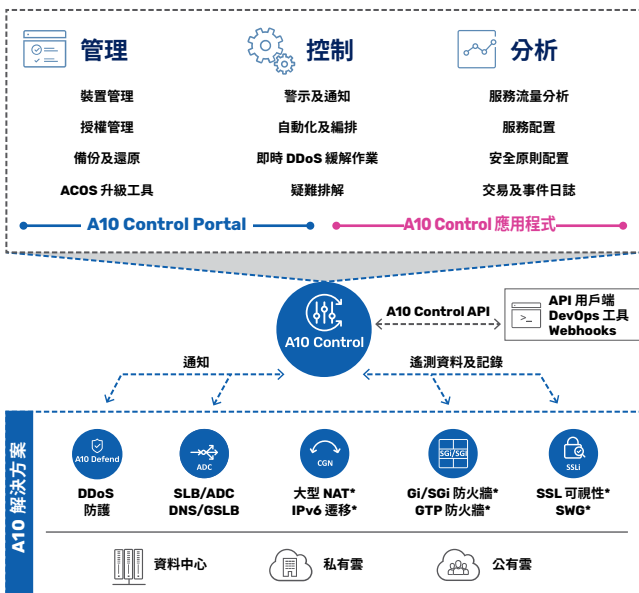 管理
控制
分析
裝置管理
警示及通知
服務流量分析
授權管理
自動化及編排
服務配置
備份及還原
即時 DDoS 緩解作業
安全原則配置
ACOS 升級工具
疑難排解
交易及事件日誌
A10 Control Portal
A10 Control 應用程式
A10 Control
A10 Control API
>_
API 用戶端
DevOps 工具
Webhooks
通知
遙測資料及記錄
A10 解決方案
A10 Defend
ADC
CGN
SGi/SGI
SSLi
DDoS
防護
SLB/ADC
DNS/GSLB
大型 NAT*
IPv6 遷移*
Gi/SGi 防火牆*
GTP 防火牆*
SSL 可視性*
SWG*
資料中心
私有雲
公有雲